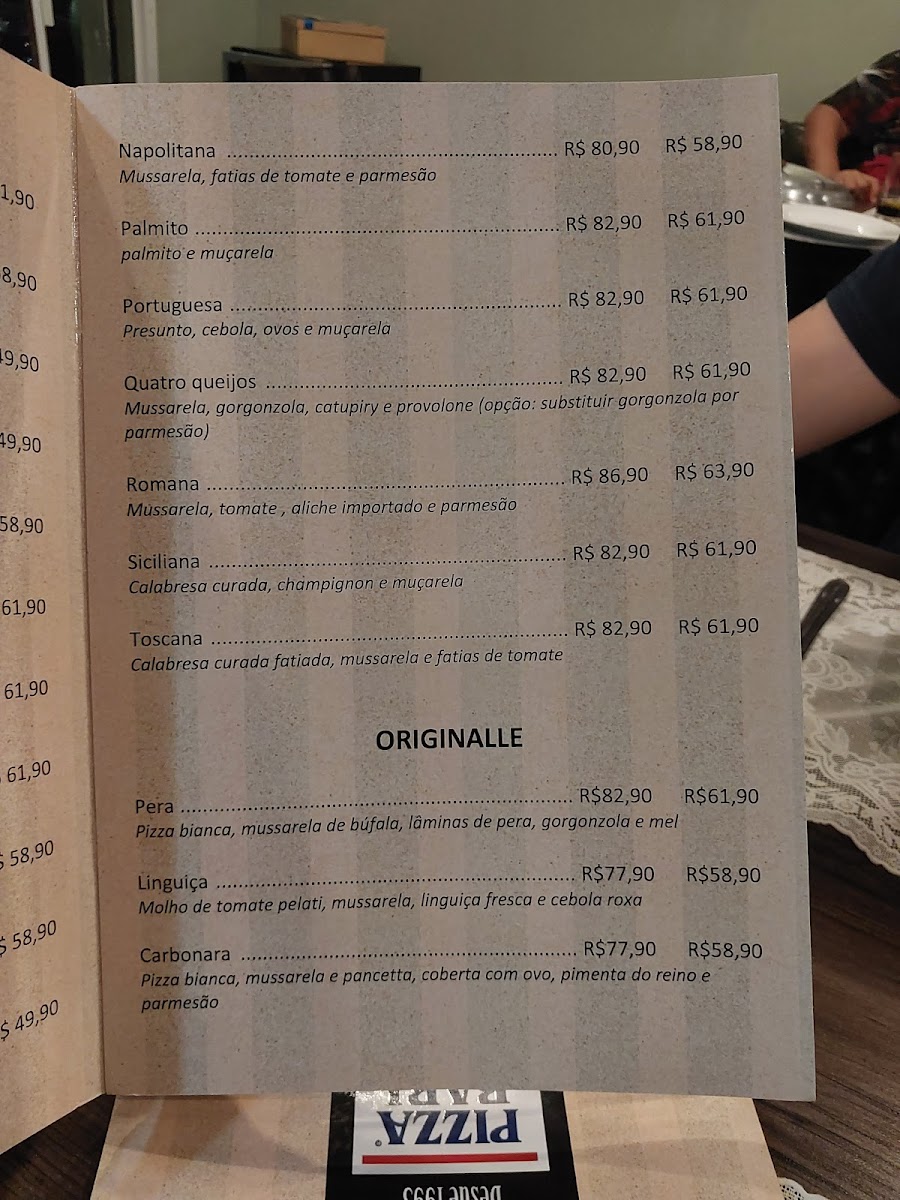 1,90
8,90
49,90
49,90
58,90
61,90
61,90
61,90
$ 58,90
$ 58,90
$ 49,90
Napolitana ........................................................ R$ 80,90 R$ 58,90
Mussarela, fatias de tomate e parmesão
Palmito ............................................................. R$ 82,90 R$ 61,90
palmito e muçarela
Portuguesa ....................................................... R$ 82,90 R$ 61,90
Presunto, cebola, ovos e muçarela
Quatro queijos .................................................. R$ 82,90 R$ 61,90
Mussarela, gorgonzola, catupiry e provolone (opção: substituir gorgonzola por
parmesão)
Romana ............................................................ R$ 86,90 R$ 63,90
Mussarela, tomate , aliche importado e parmesão
Siciliana ............................................................ R$ 82,90 R$ 61,90
Calabresa curada, champignon e muçarela
Toscana ............................................................ R$ 82,90 R$ 61,90
Calabresa curada fatiada, mussarela e fatias de tomate
ORIGINALLE
Pera .................................................................. R$82,90 R$61,90
Pizza bianca, mussarela de búfala, lâminas de pera, gorgonzola e mel
Linguiça ............................................................ R$77,90 R$58,90
Molho de tomate pelati, mussarela, linguiça fresca e cebola roxa
Carbonara ......................................................... R$77,90 R$58,90
Pizza bianca, mussarela e pancetta, coberta com ovo, pimenta do reino e
parmesão
PIZZA®
BARI
Desde 1993